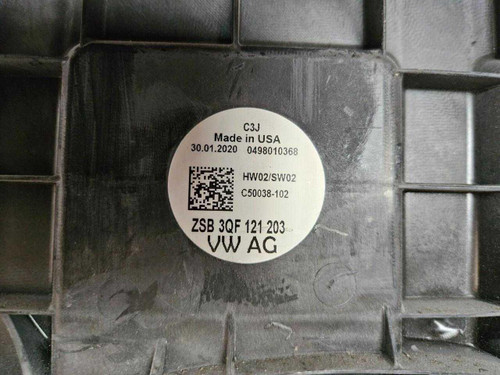 C3J
Made in USA
30.01.2020 0498010368
HW02/SW02
C50038-102
ZSB 3QF 121 203
VW AG